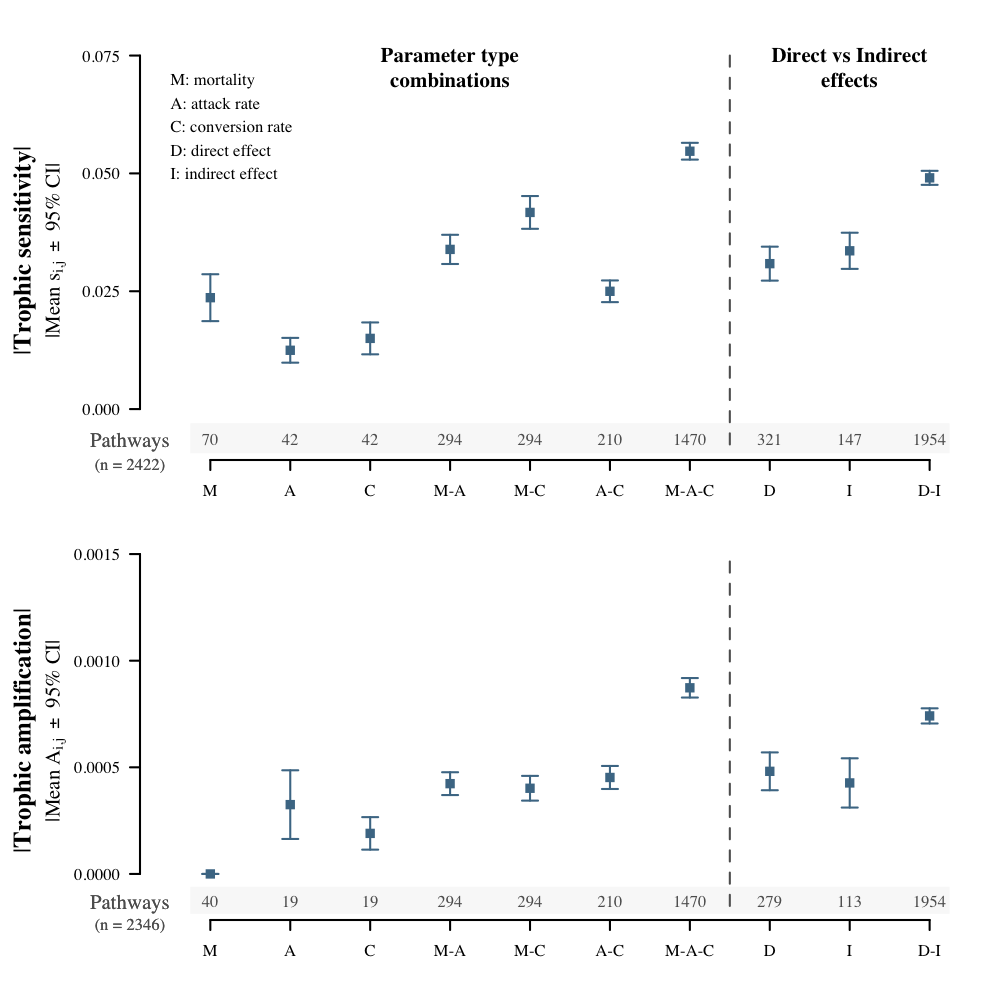 Parameter type
combinations
Direct vs Indirect
effects
M: mortality
A: attack rate
C: conversion rate
D: direct effect
I: indirect effect
|Trophic sensitivity|
|Mean si,j ± 95% CI|
0.075
0.050
0.025
0.000
Pathways
(n = 2422)
70 42 42 294 294 210 1470 321 147 1954
M A C M-A M-C A-C M-A-C D I D-I
|Trophic amplification|
|Mean Ai,j ± 95% CI|
0.0015
0.0010
0.0005
0.0000
Pathways
(n = 2346)
40 19 19 294 294 210 1470 279 113 1954
M A C M-A M-C A-C M-A-C D I D-I